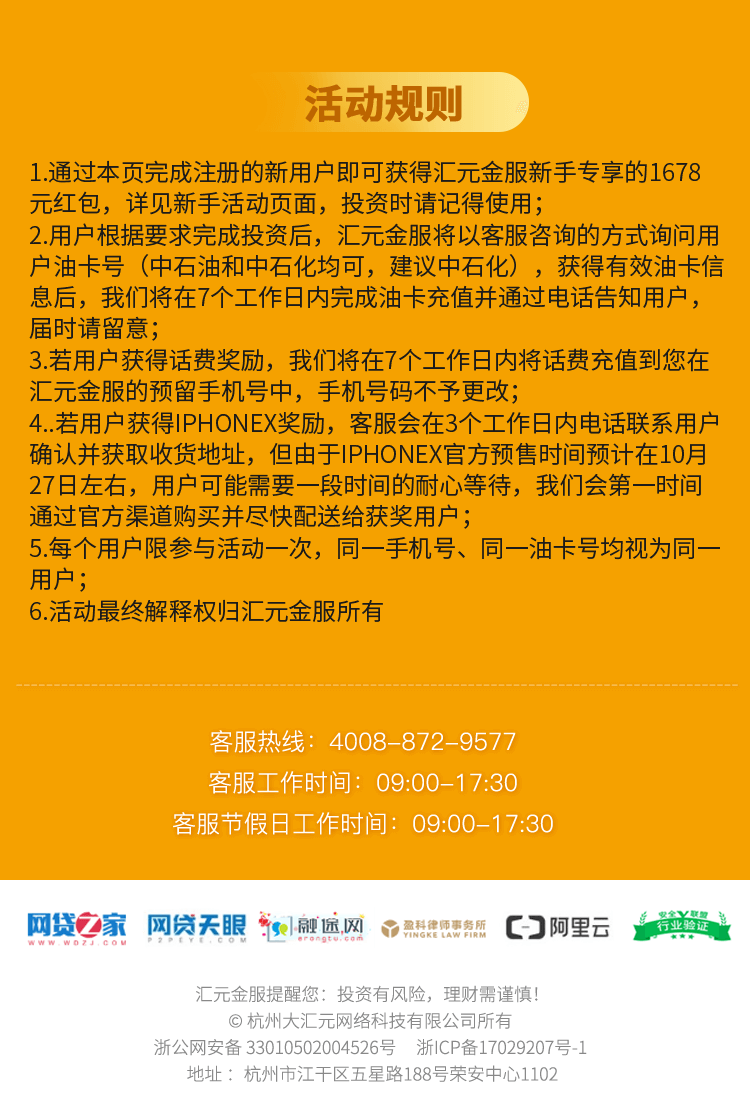 活动规则
1.通过本页完成注册的新用户即可获得汇元金服新手专享的1678
元红包，详见新手活动页面，投资时请记得使用；
2.用户根据要求完成投资后，汇元金服将以客服咨询的方式询问用
户油卡号（中石油和中石化均可，建议中石化），获得有效油卡信
息后，我们将在7个工作日内完成油卡充值并通过电话告知用户，
届时请留意；
3.若用户获得话费奖励，我们将在7个工作日内将话费充值到您在
汇元金服的预留手机号中，手机号码不予更改；
4..若用户获得IPHONEX奖励，客服会在3个工作日内电话联系用户
确认并获取收货地址，但由于IPHONEX官方预售时间预计在10月
27日左右，用户可能需要一段时间的耐心等待，我们会第一时间
通过官方渠道购买并尽快配送给获奖用户；
5.每个用户限参与活动一次，同一手机号、同一油卡号均视为同一
用户；
6.活动最终解释权归汇元金服所有
客服热线：4008-872-9577
客服工作时间：09:00-17:30
客服节假日工作时间：09:00-17:30
网贷之家 网贷天眼 融途网 盈科律师事务所 阿里云 安全联盟
WWW.WDZJ.COM P2PEYE.COM erongtu.com YINGKE LAW FIRM 行业验证
汇元金服提醒您：投资有风险，理财需谨慎！
© 杭州大汇元网络科技有限公司所有
浙公网安备 33010502004526号 浙ICP备17029207号-1
地址：杭州市江干区五星路188号荣安中心1102